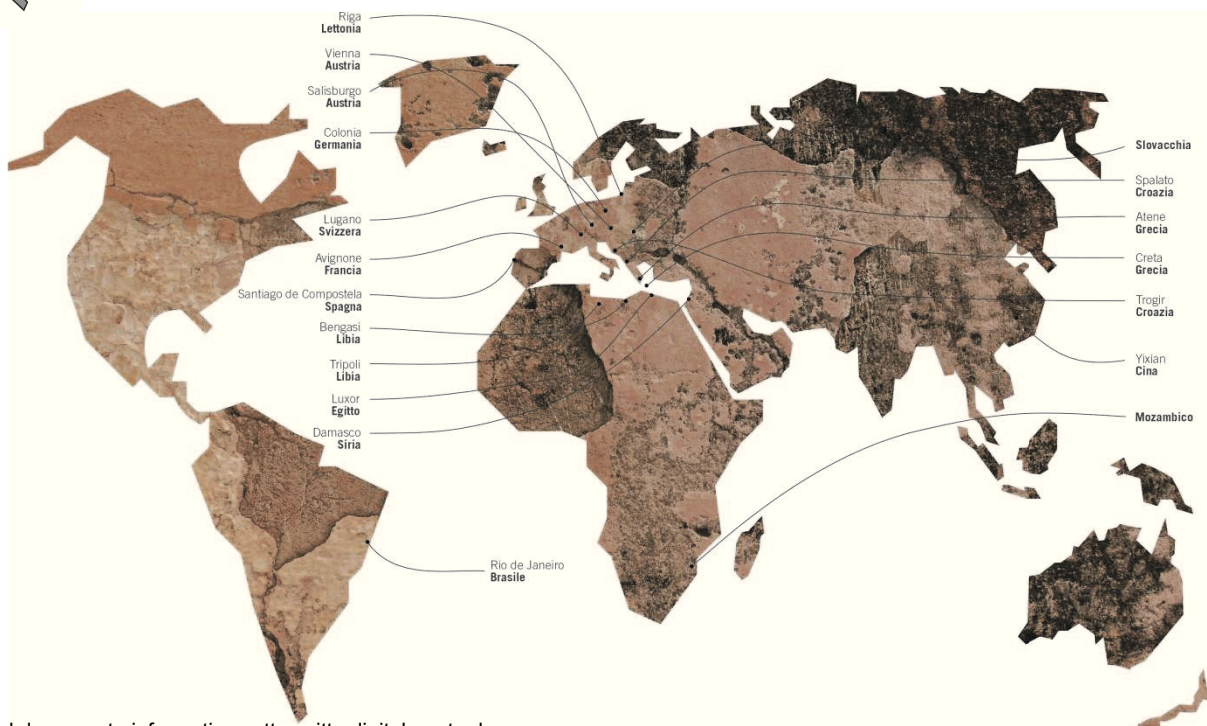 Riga
Lettonia
Vienna
Austria
Salisburgo
Austria
Colonia
Germania
Lugano
Svizzera
Avignone
Francia
Santiago de Compostela
Spagna
Bengasi
Libia
Tripoli
Libia
Luxor
Egitto
Damasco
Siria
Rio de Janeiro
Brasile
Slovacchia
Spalato
Croazia
Atene
Grecia
Creta
Grecia
Trogir
Croazia
Yixian
Cina
Mozambico